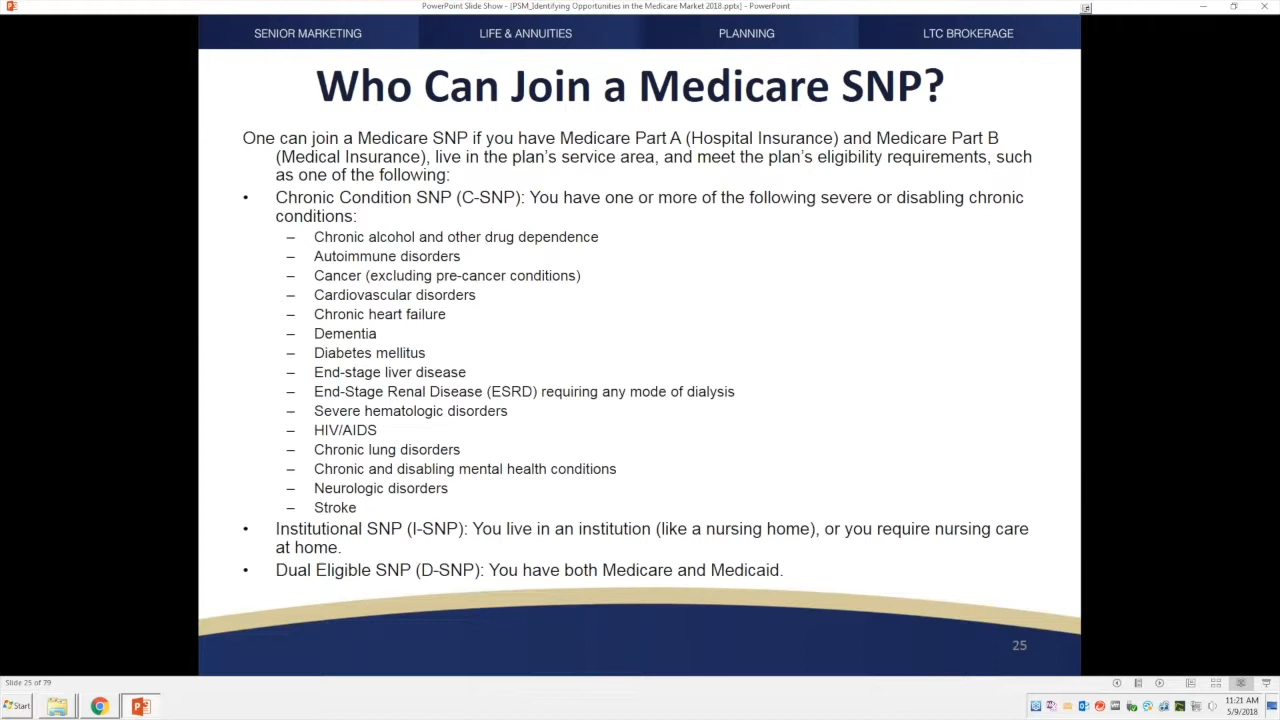 PowerPoint Slide Show - [PSM_Identifying Opportunities in the Medicare Market 2018.pptx] - PowerPoint
SENIOR MARKETING
LIFE & ANNUITIES
PLANNING
LTC BROKERAGE
Who Can Join a Medicare SNP?
One can join a Medicare SNP if you have Medicare Part A (Hospital Insurance) and Medicare Part B
(Medical Insurance), live in the plan's service area, and meet the plan's eligibility requirements, such
as one of the following:
• Chronic Condition SNP (C-SNP): You have one or more of the following severe or disabling chronic
conditions:
– Chronic alcohol and other drug dependence
– Autoimmune disorders
– Cancer (excluding pre-cancer conditions)
– Cardiovascular disorders
– Chronic heart failure
– Dementia
– Diabetes mellitus
– End-stage liver disease
– End-Stage Renal Disease (ESRD) requiring any mode of dialysis
– Severe hematologic disorders
– HIV/AIDS
– Chronic lung disorders
– Chronic and disabling mental health conditions
– Neurologic disorders
– Stroke
• Institutional SNP (I-SNP): You live in an institution (like a nursing home), or you require nursing care
at home.
• Dual Eligible SNP (D-SNP): You have both Medicare and Medicaid.
25
Slide 25 of 79
Start
11:21 AM
5/9/2018